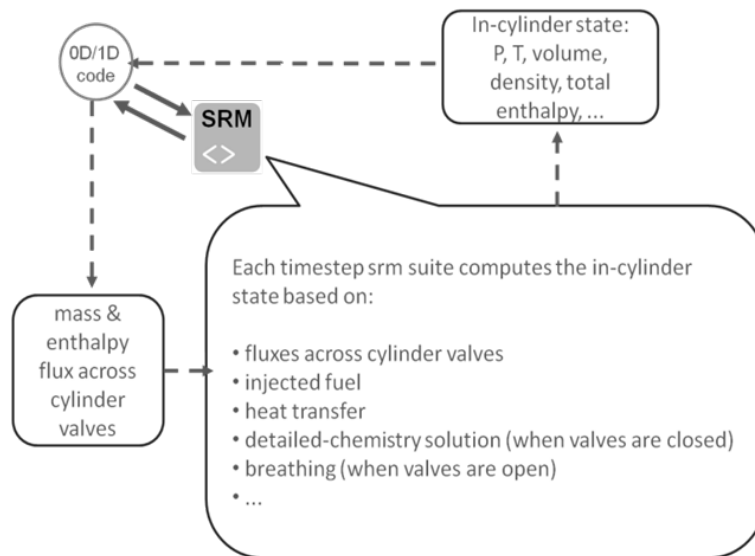 0D/1D
code
SRM
<>
In-cylinder state:
P, T, volume,
density, total
enthalpy, ...
mass &
enthalpy
flux across
cylinder
valves
Each timestep srm suite computes the in-cylinder
state based on:
• fluxes across cylinder valves
• injected fuel
• heat transfer
• detailed-chemistry solution (when valves are closed)
• breathing (when valves are open)
• ...